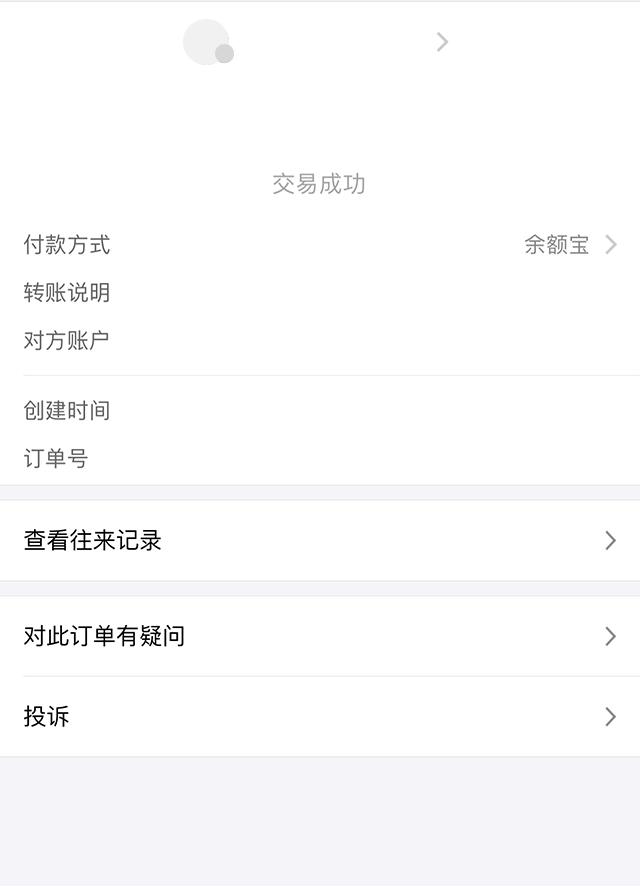 交易成功
付款方式 余额宝
转账说明
对方账户
创建时间
订单号
查看往来记录
对此订单有疑问
投诉